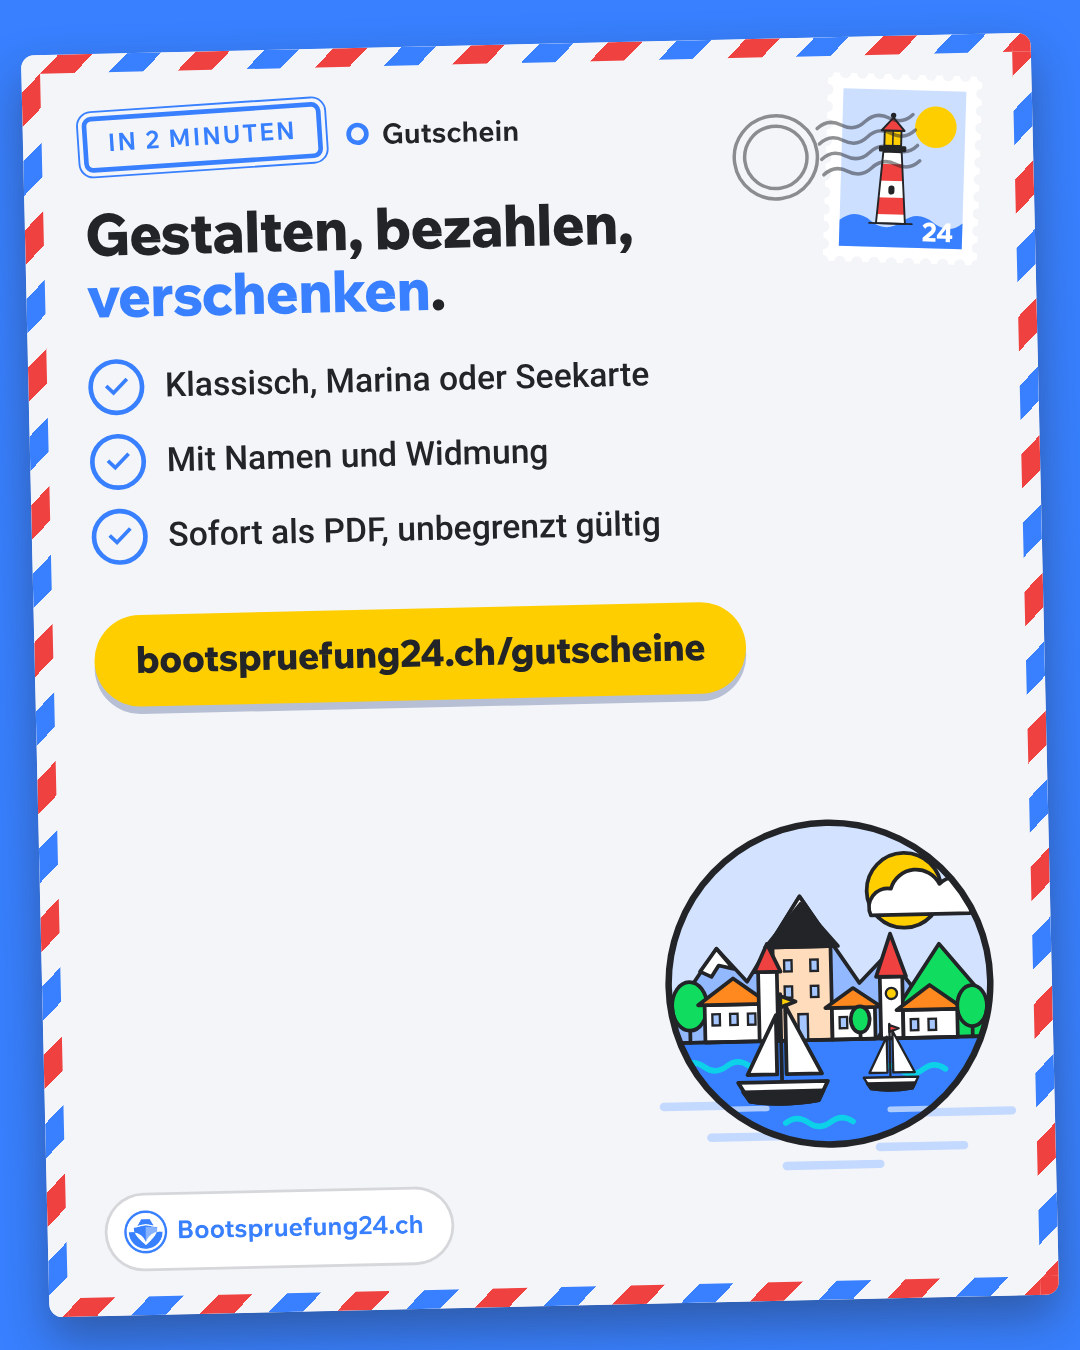 IN 2 MINUTEN
Gutschein
24
Gestalten, bezahlen,
verschenken.
Klassisch, Marina oder Seekarte
Mit Namen und Widmung
Sofort als PDF, unbegrenzt gültig
bootspruefung24.ch/gutscheine
Bootspruefung24.ch